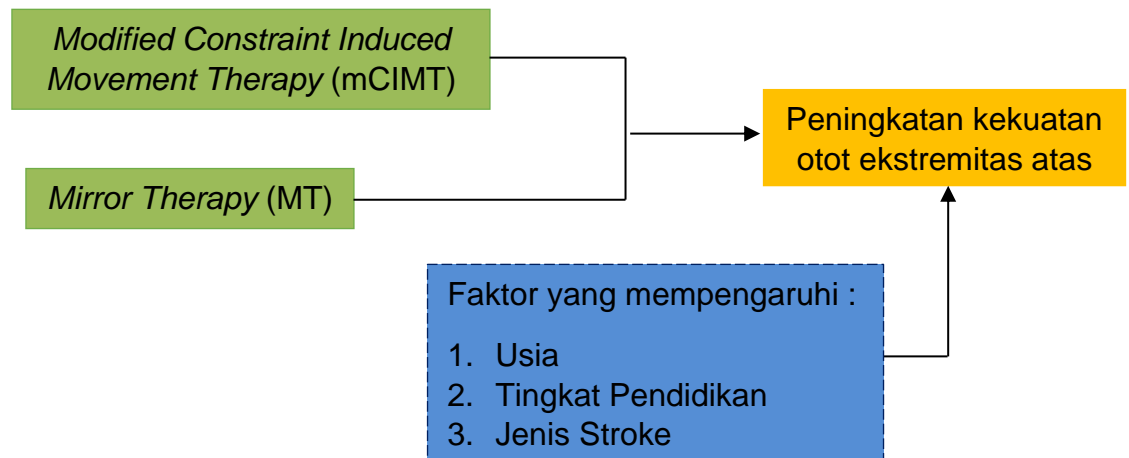 Modified Constraint Induced
Movement Therapy (mCIMT)
Peningkatan kekuatan
otot ekstremitas atas
Mirror Therapy (MT)
Faktor yang mempengaruhi :
1. Usia
2. Tingkat Pendidikan
3. Jenis Stroke